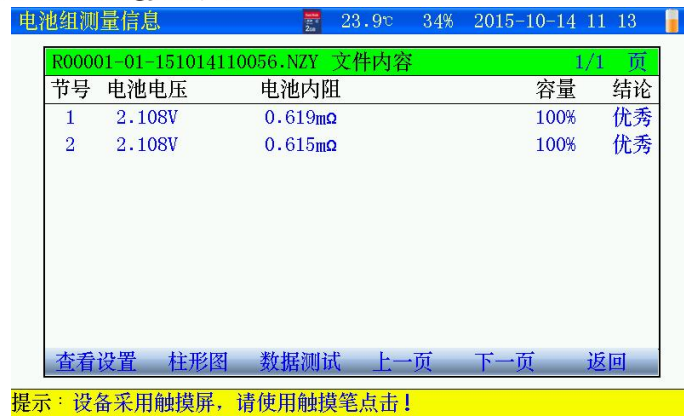 电池组测量信息 23.9℃ 34% 2015-10-14 11 13
R00001-01-151014110056.NZY 文件内容 1/1 页
节号 电池电压 电池内阻 容量 结论
1 2.108V 0.619mΩ 100% 优秀
2 2.108V 0.615mΩ 100% 优秀
查看设置 柱形图 数据测试 上一页 下一页 返回
提示：设备采用触摸屏，请使用触摸笔点击！